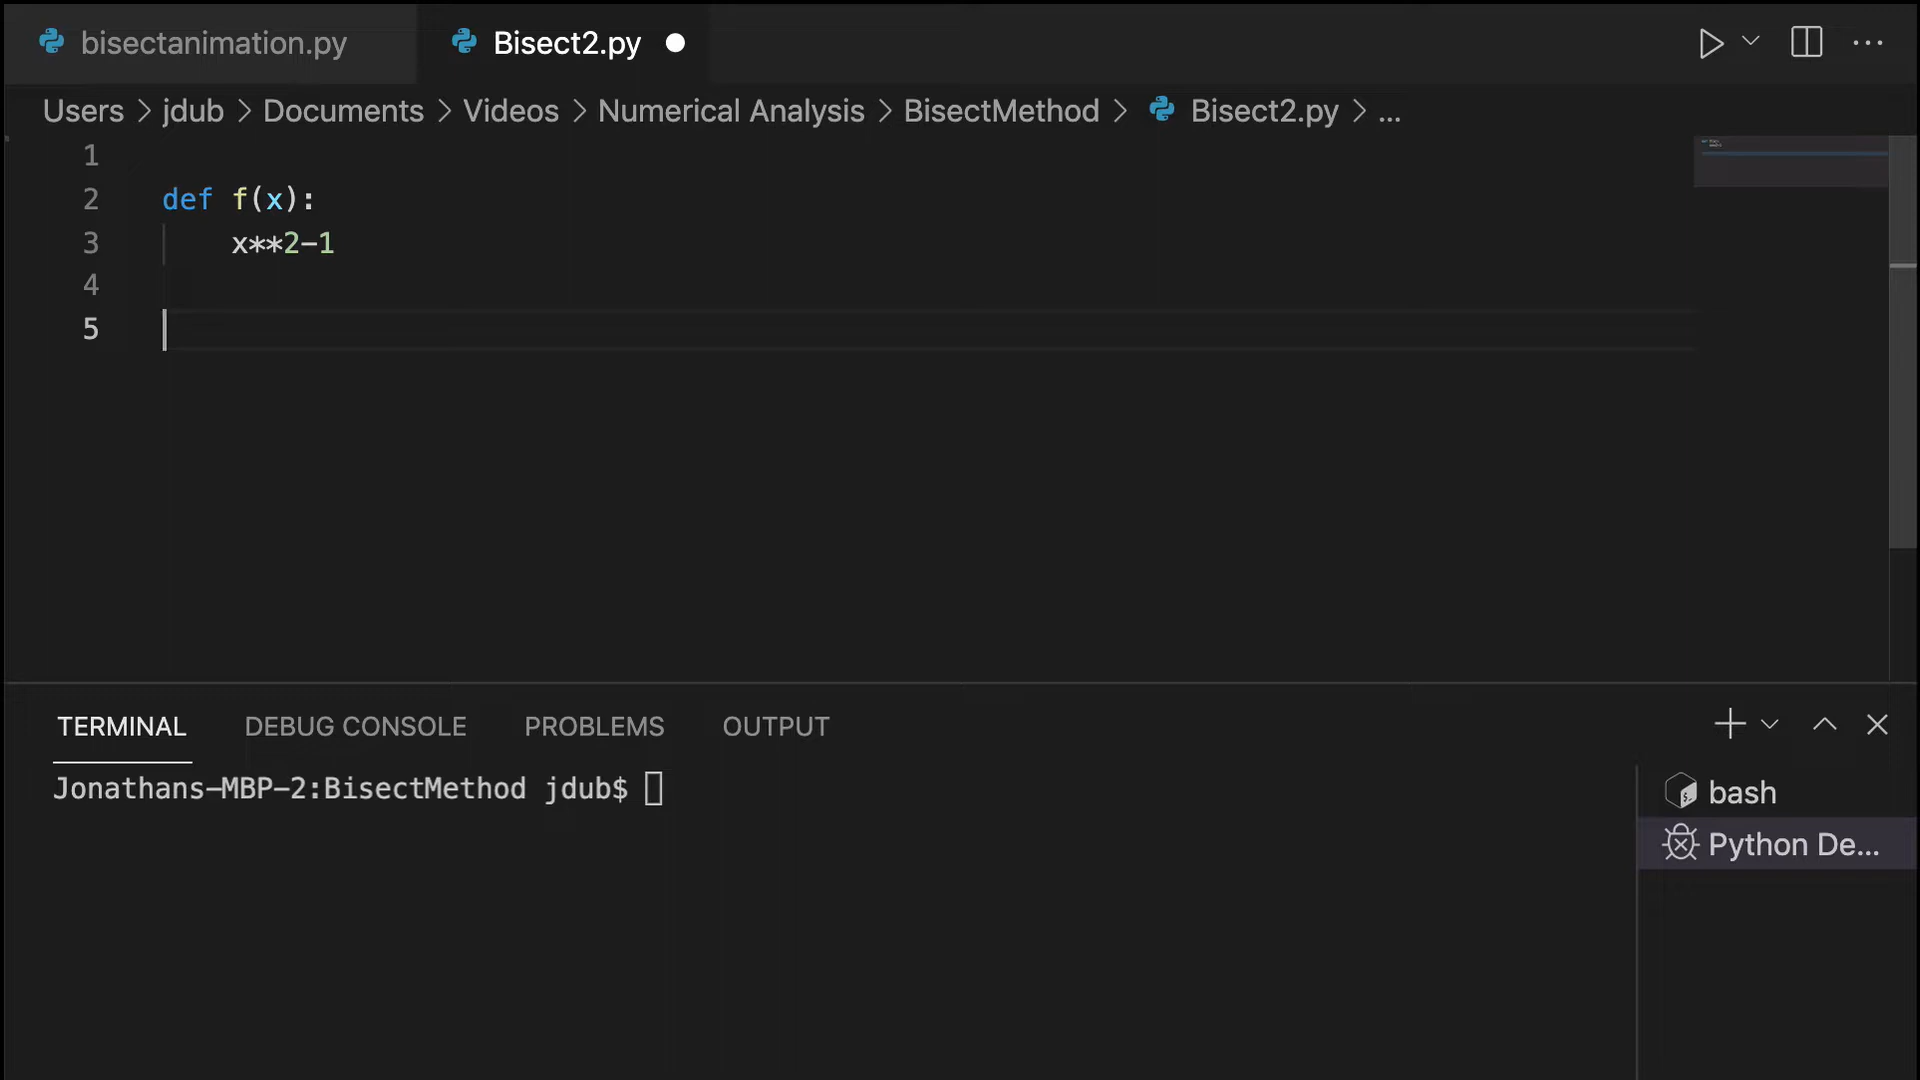 bisectanimation.py Bisect2.py
Users > jdub > Documents > Videos > Numerical Analysis > BisectMethod > Bisect2.py > ...
1
2 def f(x):
3 x**2-1
4
5
TERMINAL DEBUG CONSOLE PROBLEMS OUTPUT
Jonathans-MBP-2:BisectMethod jdub$
bash
Python De...